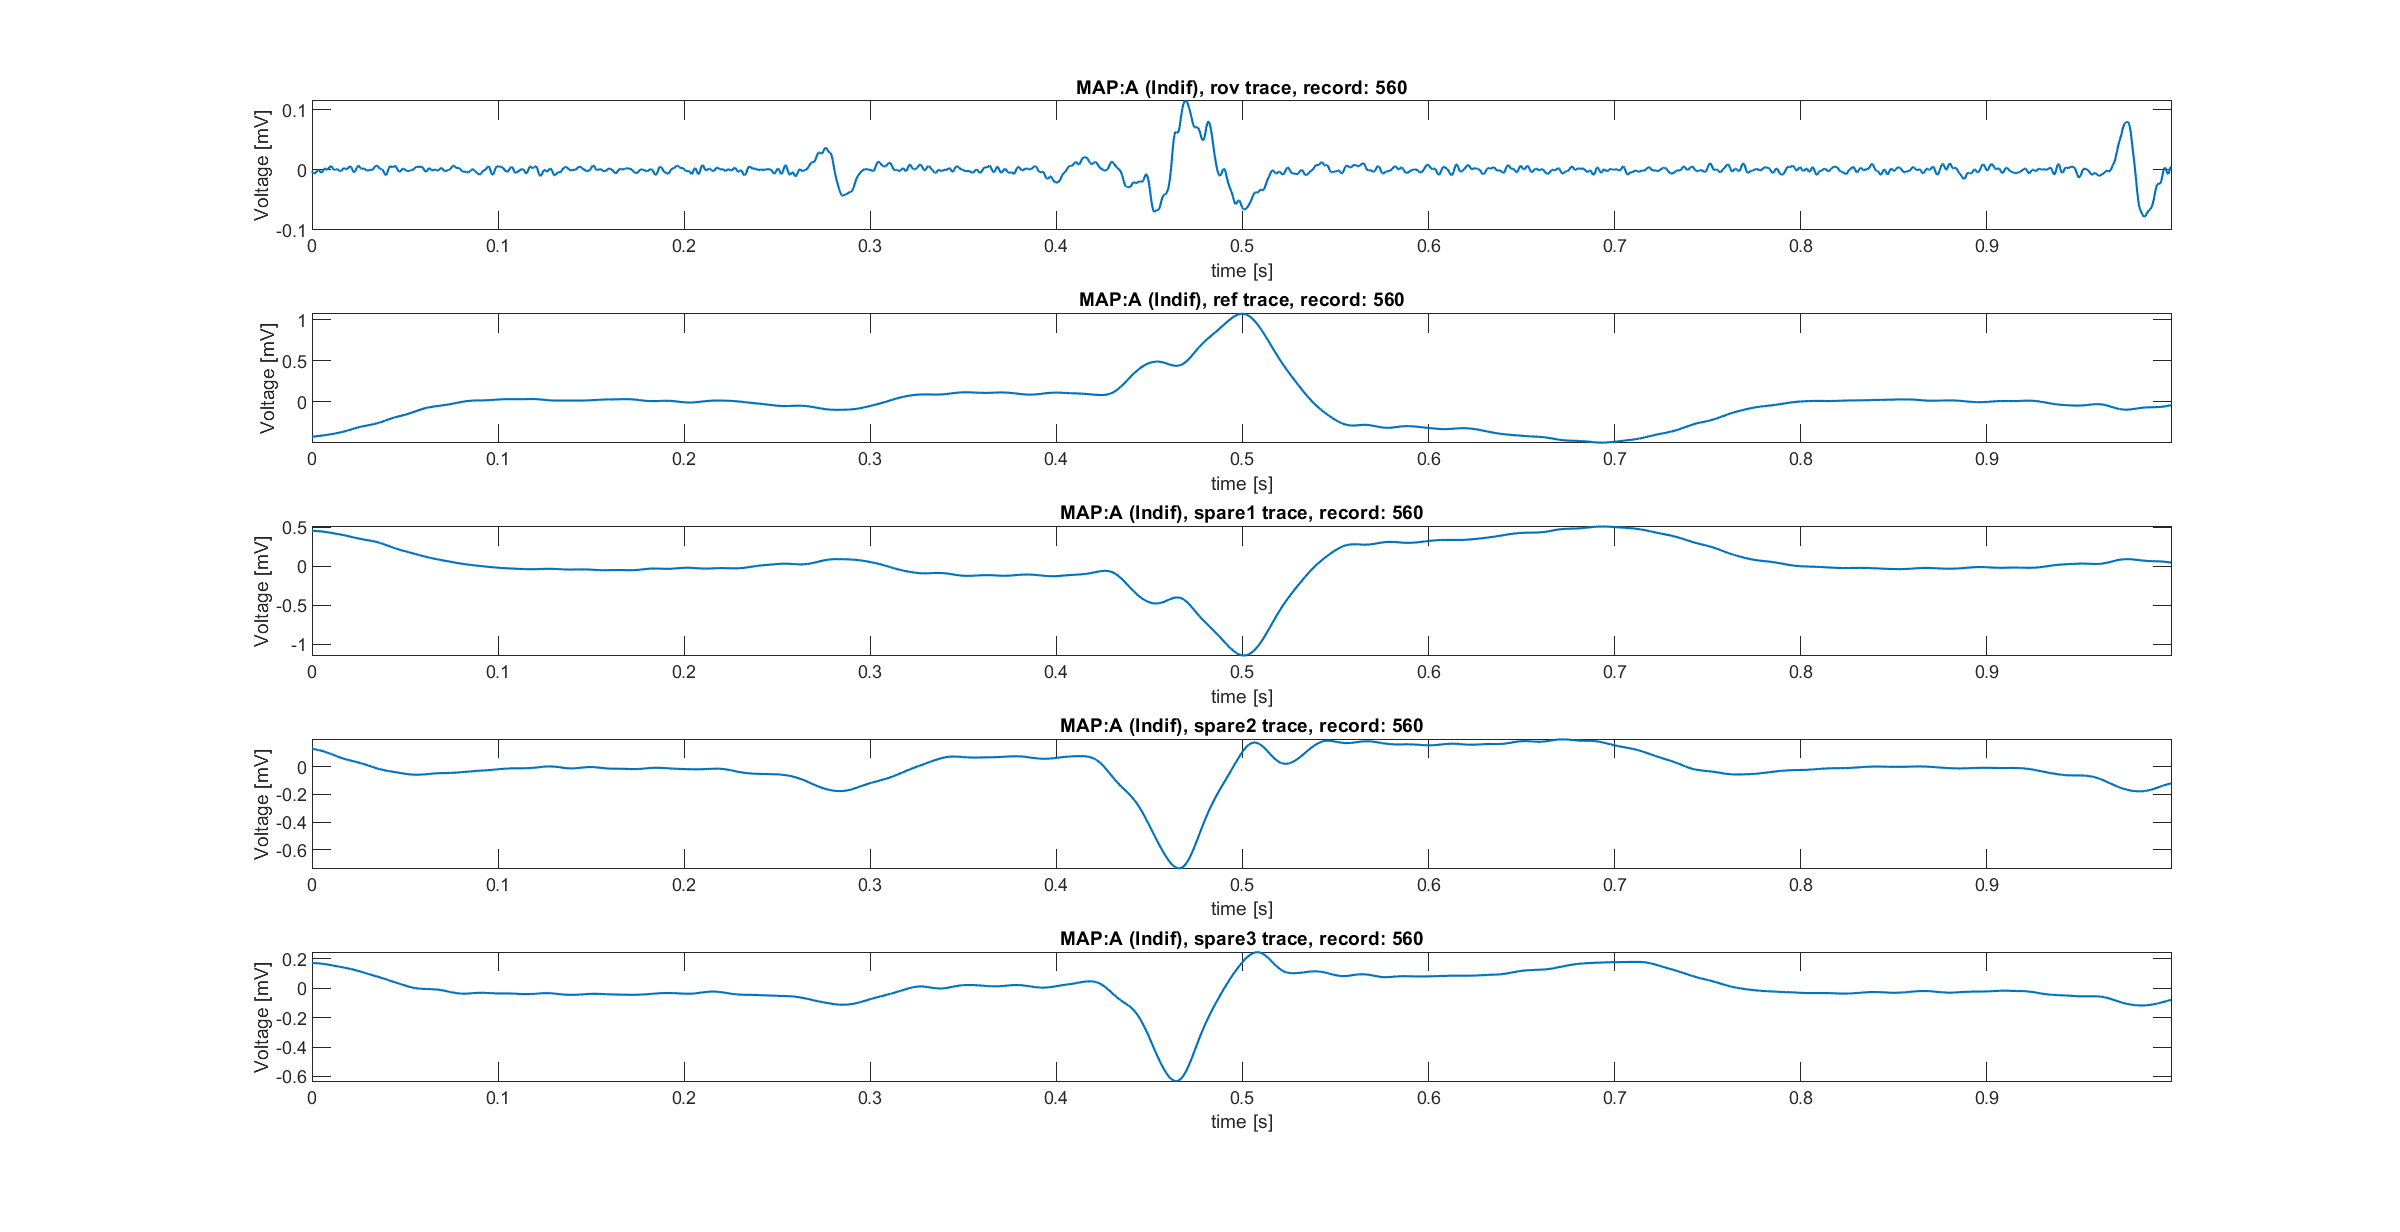 MAP:A (Indif), rov trace, record: 560
Voltage [mV]
0.1
0
-0.1
0 0.1 0.2 0.3 0.4 0.5 0.6 0.7 0.8 0.9
time [s]
MAP:A (Indif), ref trace, record: 560
Voltage [mV]
1
0.5
0
0 0.1 0.2 0.3 0.4 0.5 0.6 0.7 0.8 0.9
time [s]
MAP:A (Indif), spare1 trace, record: 560
Voltage [mV]
0.5
0
-0.5
-1
0 0.1 0.2 0.3 0.4 0.5 0.6 0.7 0.8 0.9
time [s]
MAP:A (Indif), spare2 trace, record: 560
Voltage [mV]
0
-0.2
-0.4
-0.6
0 0.1 0.2 0.3 0.4 0.5 0.6 0.7 0.8 0.9
time [s]
MAP:A (Indif), spare3 trace, record: 560
Voltage [mV]
0.2
0
-0.2
-0.4
-0.6
0 0.1 0.2 0.3 0.4 0.5 0.6 0.7 0.8 0.9
time [s]